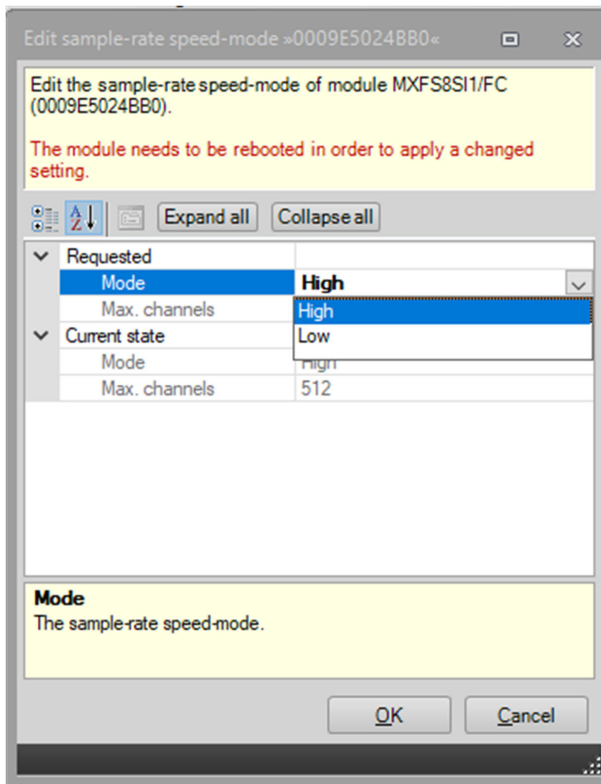 Edit sample-rate speed-mode »0009E5024BB0«
Edit the sample-rate speed-mode of module MXFS8SI1/FC
(0009E5024BB0).
The module needs to be rebooted in order to apply a changed
setting.
Expand all Collapse all
Requested
Mode High
Max. channels High
Current state Low
Mode High
Max. channels 512
Mode
The sample-rate speed-mode.
OK Cancel